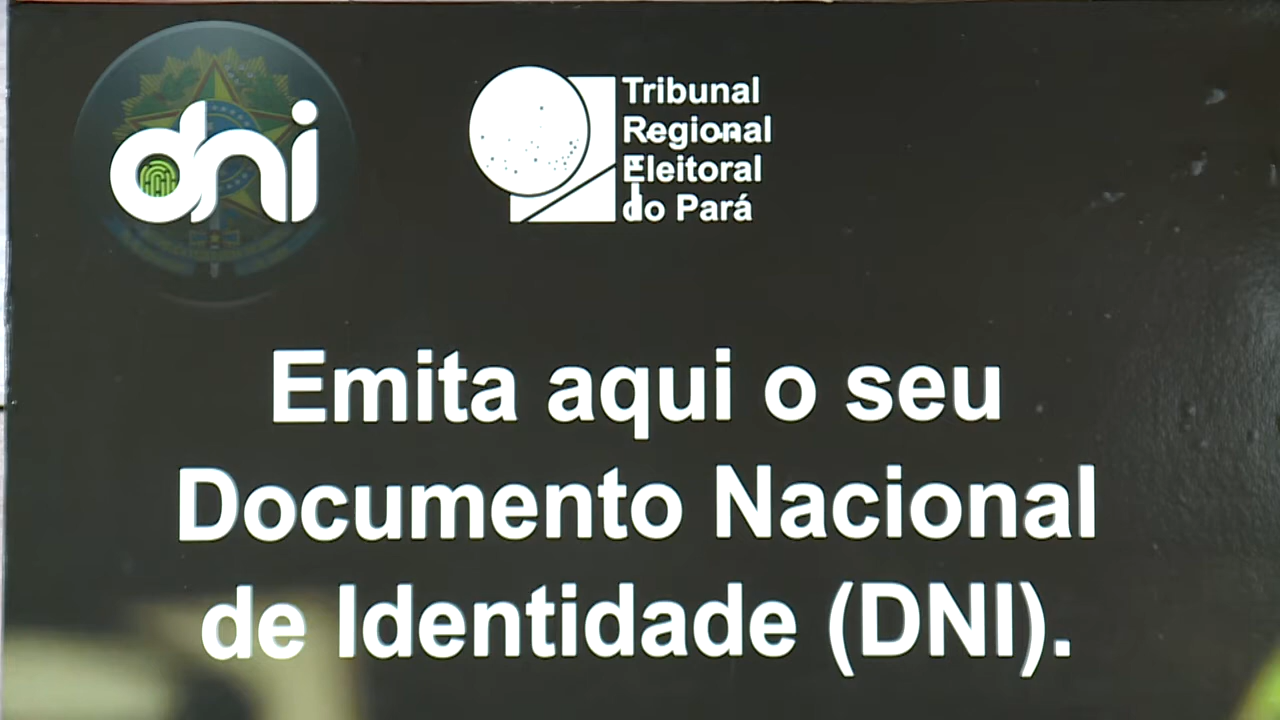 dni
Tribunal
Regional
Eleitoral
do Pará
Emita aqui o seu
Documento Nacional
de Identidade (DNI).